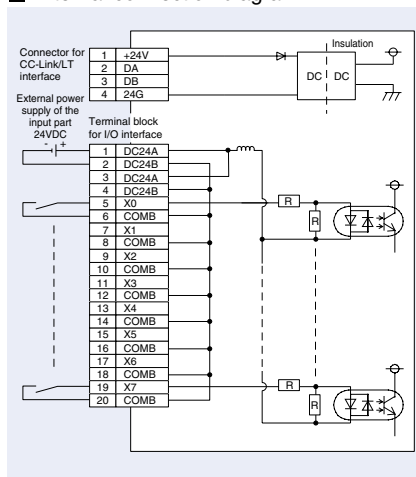 Connector for
CC-Link/LT
interface
1 +24V
2 DA
3 DB
4 24G
Insulation
DC DC
External power
supply of the
input part
24VDC
- +
Terminal block
for I/O interface
1 DC24A
2 DC24B
3 DC24A
4 DC24B
5 X0
6 COMB
7 X1
8 COMB
9 X2
10 COMB
11 X3
12 COMB
13 X4
14 COMB
15 X5
16 COMB
17 X6
18 COMB
19 X7
20 COMB
R
R
R
R